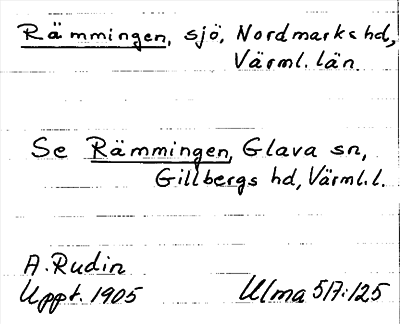 Rämmingen, sjö, Nordmarks hd,
Värml. län.
Se Rämmingen, Glava sn,
Gillbergs hd, Värml. l.
A. Rudin
Uppt. 1905
Ulma 517:125